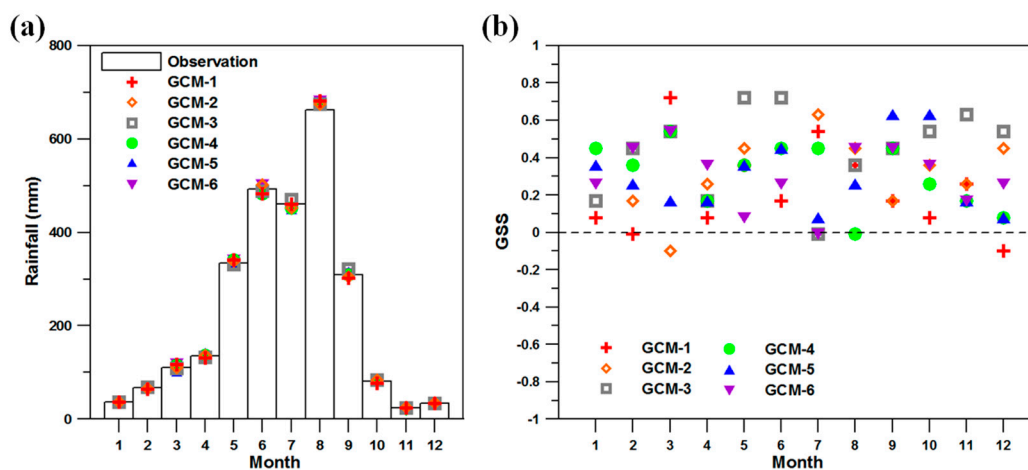 (a)
800
600
400
200
0
Rainfall (mm)
Observation
GCM-1
GCM-2
GCM-3
GCM-4
GCM-5
GCM-6
1 2 3 4 5 6 7 8 9 10 11 12
Month
(b)
1
0.8
0.6
0.4
0.2
0
-0.2
-0.4
-0.6
-0.8
-1
GSS
GCM-1 GCM-4
GCM-2 GCM-5
GCM-3 GCM-6
1 2 3 4 5 6 7 8 9 10 11 12
Month